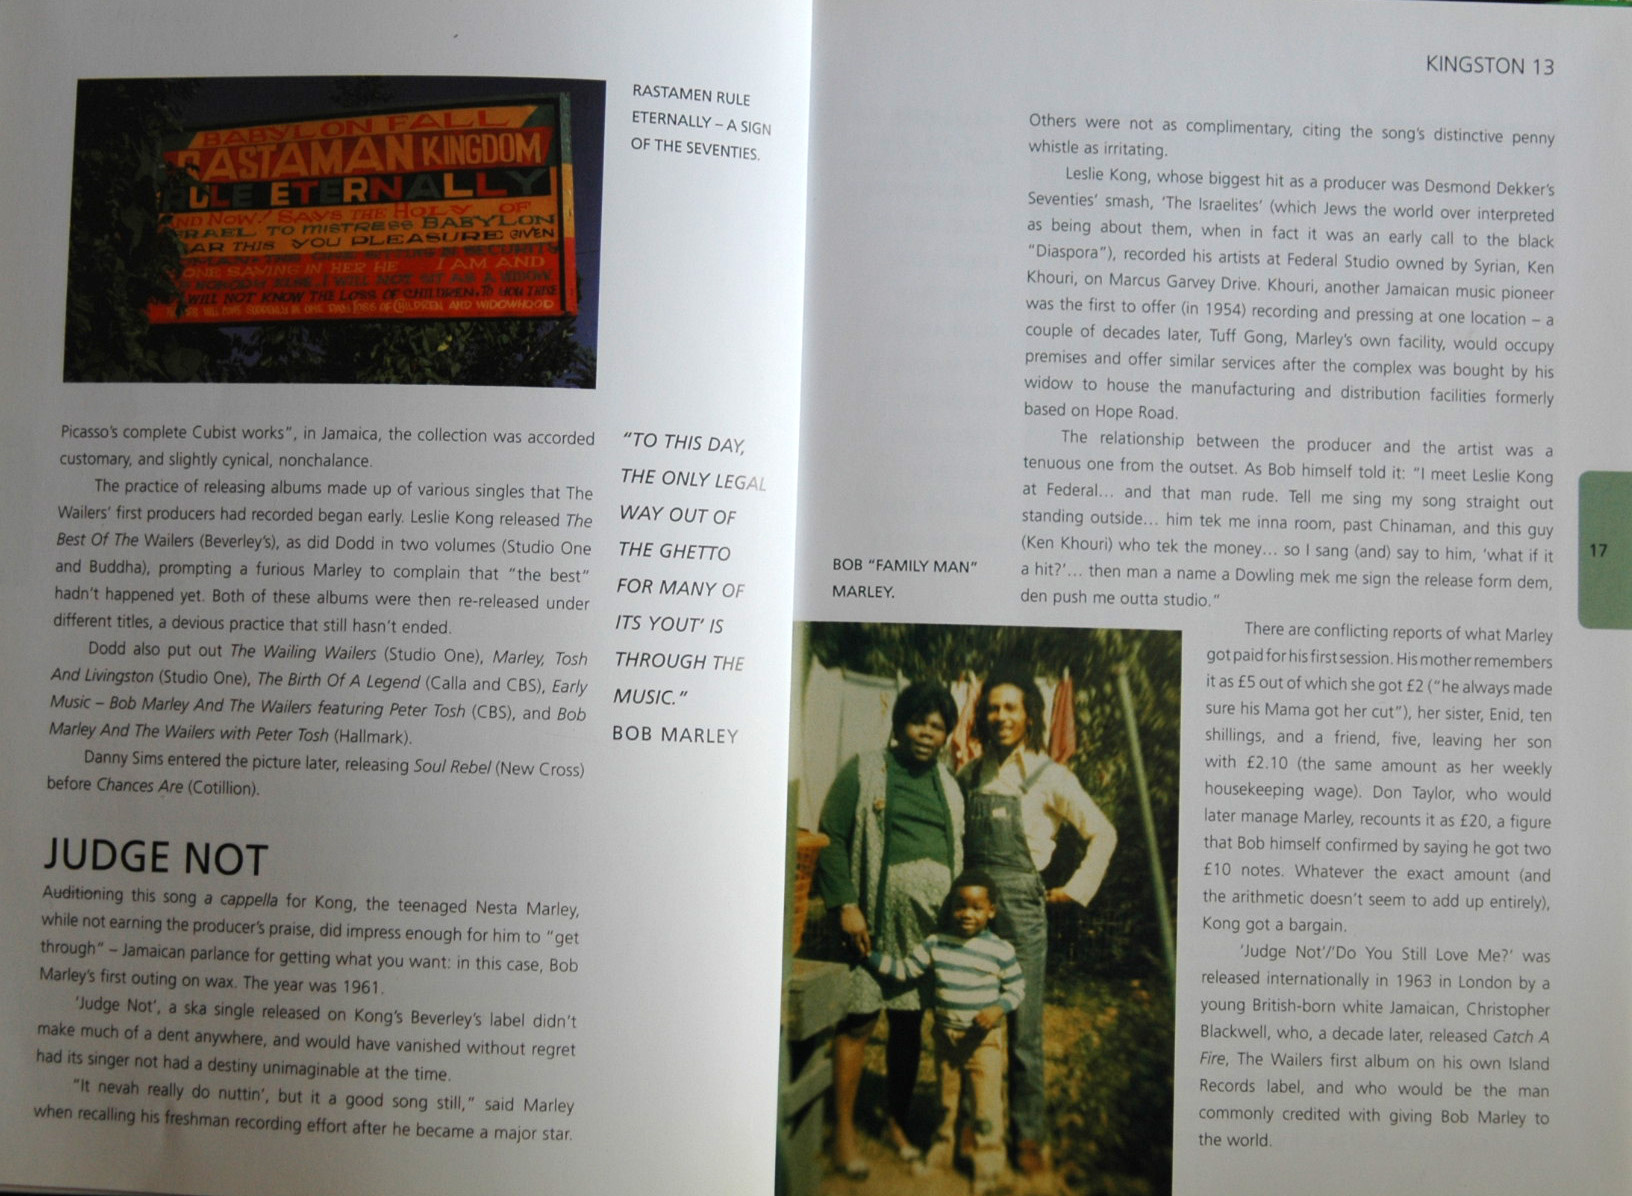 BABYLON FALL
RASTAMAN KINGDOM
RULE ETERNALLY
AND NOW! SAYS THE HOLY OF
ISRAEL TO MISTRESS BABYLON
THIS YOU PLEASURE GIVEN
ONE SAYING IN HER HE I AM AND
NOBODY ELSE. I WILL NOT SIT AS A WIDOW
WILL NOT KNOW THE LOSS OF CHILDREN. TO YOU THESE
IN ONE DAY LOSS OF CHILDREN AND WIDOWHOOD
RASTAMEN RULE
ETERNALLY – A SIGN
OF THE SEVENTIES.
Picasso's complete Cubist works", in Jamaica, the collection was accorded
customary, and slightly cynical, nonchalance.
The practice of releasing albums made up of various singles that The
Wailers' first producers had recorded began early. Leslie Kong released The
Best Of The Wailers (Beverley's), as did Dodd in two volumes (Studio One
and Buddha), prompting a furious Marley to complain that "the best"
hadn't happened yet. Both of these albums were then re-released under
different titles, a devious practice that still hasn't ended.
Dodd also put out The Wailing Wailers (Studio One), Marley, Tosh
And Livingston (Studio One), The Birth Of A Legend (Calla and CBS), Early
Music – Bob Marley And The Wailers featuring Peter Tosh (CBS), and Bob
Marley And The Wailers with Peter Tosh (Hallmark).
Danny Sims entered the picture later, releasing Soul Rebel (New Cross)
before Chances Are (Cotillion).
"TO THIS DAY,
THE ONLY LEGAL
WAY OUT OF
THE GHETTO
FOR MANY OF
ITS YOUT' IS
THROUGH THE
MUSIC."
BOB MARLEY
JUDGE NOT
Auditioning this song a cappella for Kong, the teenaged Nesta Marley,
while not earning the producer's praise, did impress enough for him to "get
through" – Jamaican parlance for getting what you want: in this case, Bob
Marley's first outing on wax. The year was 1961.
'Judge Not', a ska single released on Kong's Beverley's label didn't
make much of a dent anywhere, and would have vanished without regret
had its singer not had a destiny unimaginable at the time.
"It nevah really do nuttin', but it a good song still," said Marley
when recalling his freshman recording effort after he became a major star.
KINGSTON 13
Others were not as complimentary, citing the song's distinctive penny
whistle as irritating.
Leslie Kong, whose biggest hit as a producer was Desmond Dekker's
Seventies' smash, 'The Israelites' (which Jews the world over interpreted
as being about them, when in fact it was an early call to the black
"Diaspora"), recorded his artists at Federal Studio owned by Syrian, Ken
Khouri, on Marcus Garvey Drive. Khouri, another Jamaican music pioneer
was the first to offer (in 1954) recording and pressing at one location – a
couple of decades later, Tuff Gong, Marley's own facility, would occupy
premises and offer similar services after the complex was bought by his
widow to house the manufacturing and distribution facilities formerly
based on Hope Road.
The relationship between the producer and the artist was a
tenuous one from the outset. As Bob himself told it: "I meet Leslie Kong
at Federal... and that man rude. Tell me sing my song straight out
standing outside... him tek me inna room, past Chinaman, and this guy
(Ken Khouri) who tek the money... so I sang (and) say to him, 'what if it
a hit?'... then man a name a Dowling mek me sign the release form dem,
den push me outta studio."
17
BOB "FAMILY MAN"
MARLEY.
There are conflicting reports of what Marley
got paid for his first session. His mother remembers
it as £5 out of which she got £2 ("he always made
sure his Mama got her cut"), her sister, Enid, ten
shillings, and a friend, five, leaving her son
with £2.10 (the same amount as her weekly
housekeeping wage). Don Taylor, who would
later manage Marley, recounts it as £20, a figure
that Bob himself confirmed by saying he got two
£10 notes. Whatever the exact amount (and
the arithmetic doesn't seem to add up entirely),
Kong got a bargain.
'Judge Not'/'Do You Still Love Me?' was
released internationally in 1963 in London by a
young British-born white Jamaican, Christopher
Blackwell, who, a decade later, released Catch A
Fire, The Wailers first album on his own Island
Records label, and who would be the man
commonly credited with giving Bob Marley to
the world.